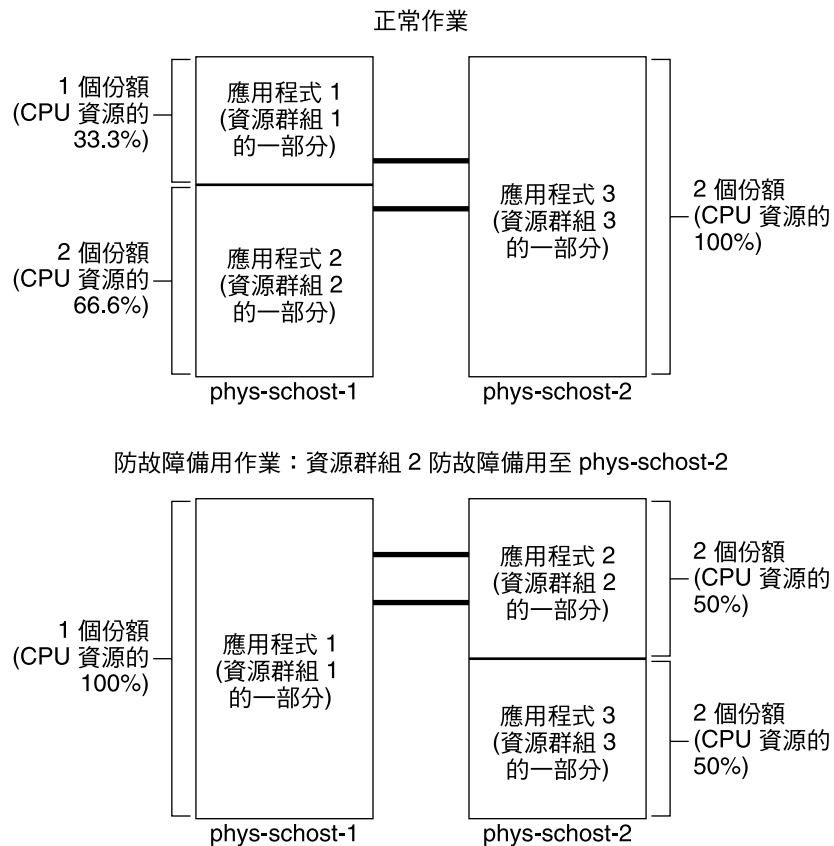 正常作業
1 個份額
(CPU 資源的
33.3%)
應用程式 1
(資源群組 1
的一部分)
2 個份額
(CPU 資源的
66.6%)
應用程式 2
(資源群組 2
的一部分)
應用程式 3
(資源群組 3
的一部分)
2 個份額
(CPU 資源的
100%)
phys-schost-1
phys-schost-2
防故障備用作業：資源群組 2 防故障備用至 phys-schost-2
1 個份額
(CPU 資源的
100%)
應用程式 1
(資源群組 1
的一部分)
應用程式 2
(資源群組 2
的一部分)
2 個份額
(CPU 資源的
50%)
應用程式 3
(資源群組 3
的一部分)
2 個份額
(CPU 資源的
50%)
phys-schost-1
phys-schost-2